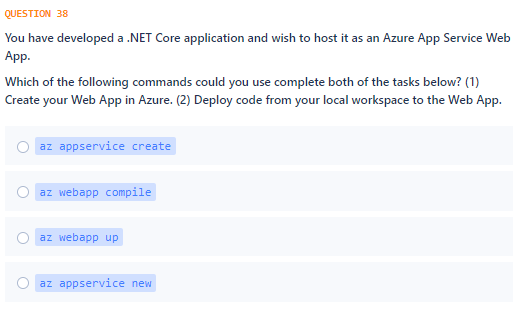 QUESTION 38
You have developed a .NET Core application and wish to host it as an Azure App Service Web
App.
Which of the following commands could you use complete both of the tasks below? (1)
Create your Web App in Azure. (2) Deploy code from your local workspace to the Web App.
az appservice create
az webapp compile
az webapp up
az appservice new